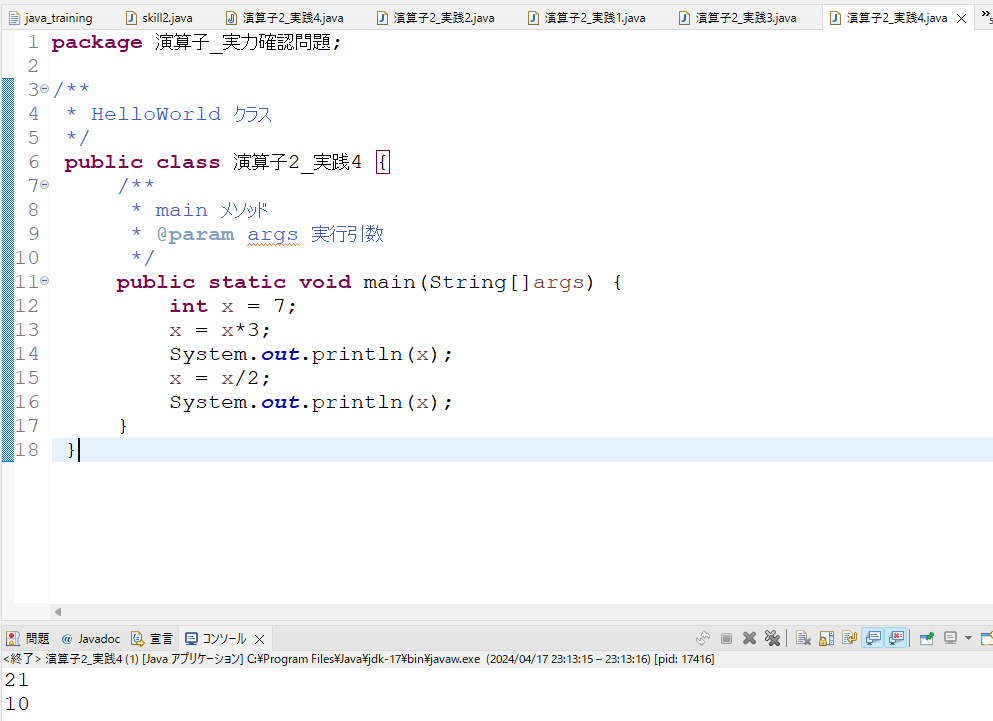 java_training skill2.java 演算子2_実践4.java 演算子2_実践2.java 演算子2_実践1.java 演算子2_実践3.java 演算子2_実践4.java »5
1 package 演算子_実力確認問題;
2
3 /**
4 * HelloWorld クラス
5 */
6 public class 演算子2_実践4 {
7 /**
8 * main メソッド
9 * @param args 実行引数
10 */
11 public static void main(String[]args) {
12 int x = 7;
13 x = x*3;
14 System.out.println(x);
15 x = x/2;
16 System.out.println(x);
17 }
18 }
問題 @ Javadoc 宣言 コンソール
<終了> 演算子2_実践4 (1) [Java アプリケーション] C:¥Program Files¥Java¥jdk-17¥bin¥javaw.exe (2024/04/17 23:13:15 – 23:13:16) [pid: 17416]
21
10